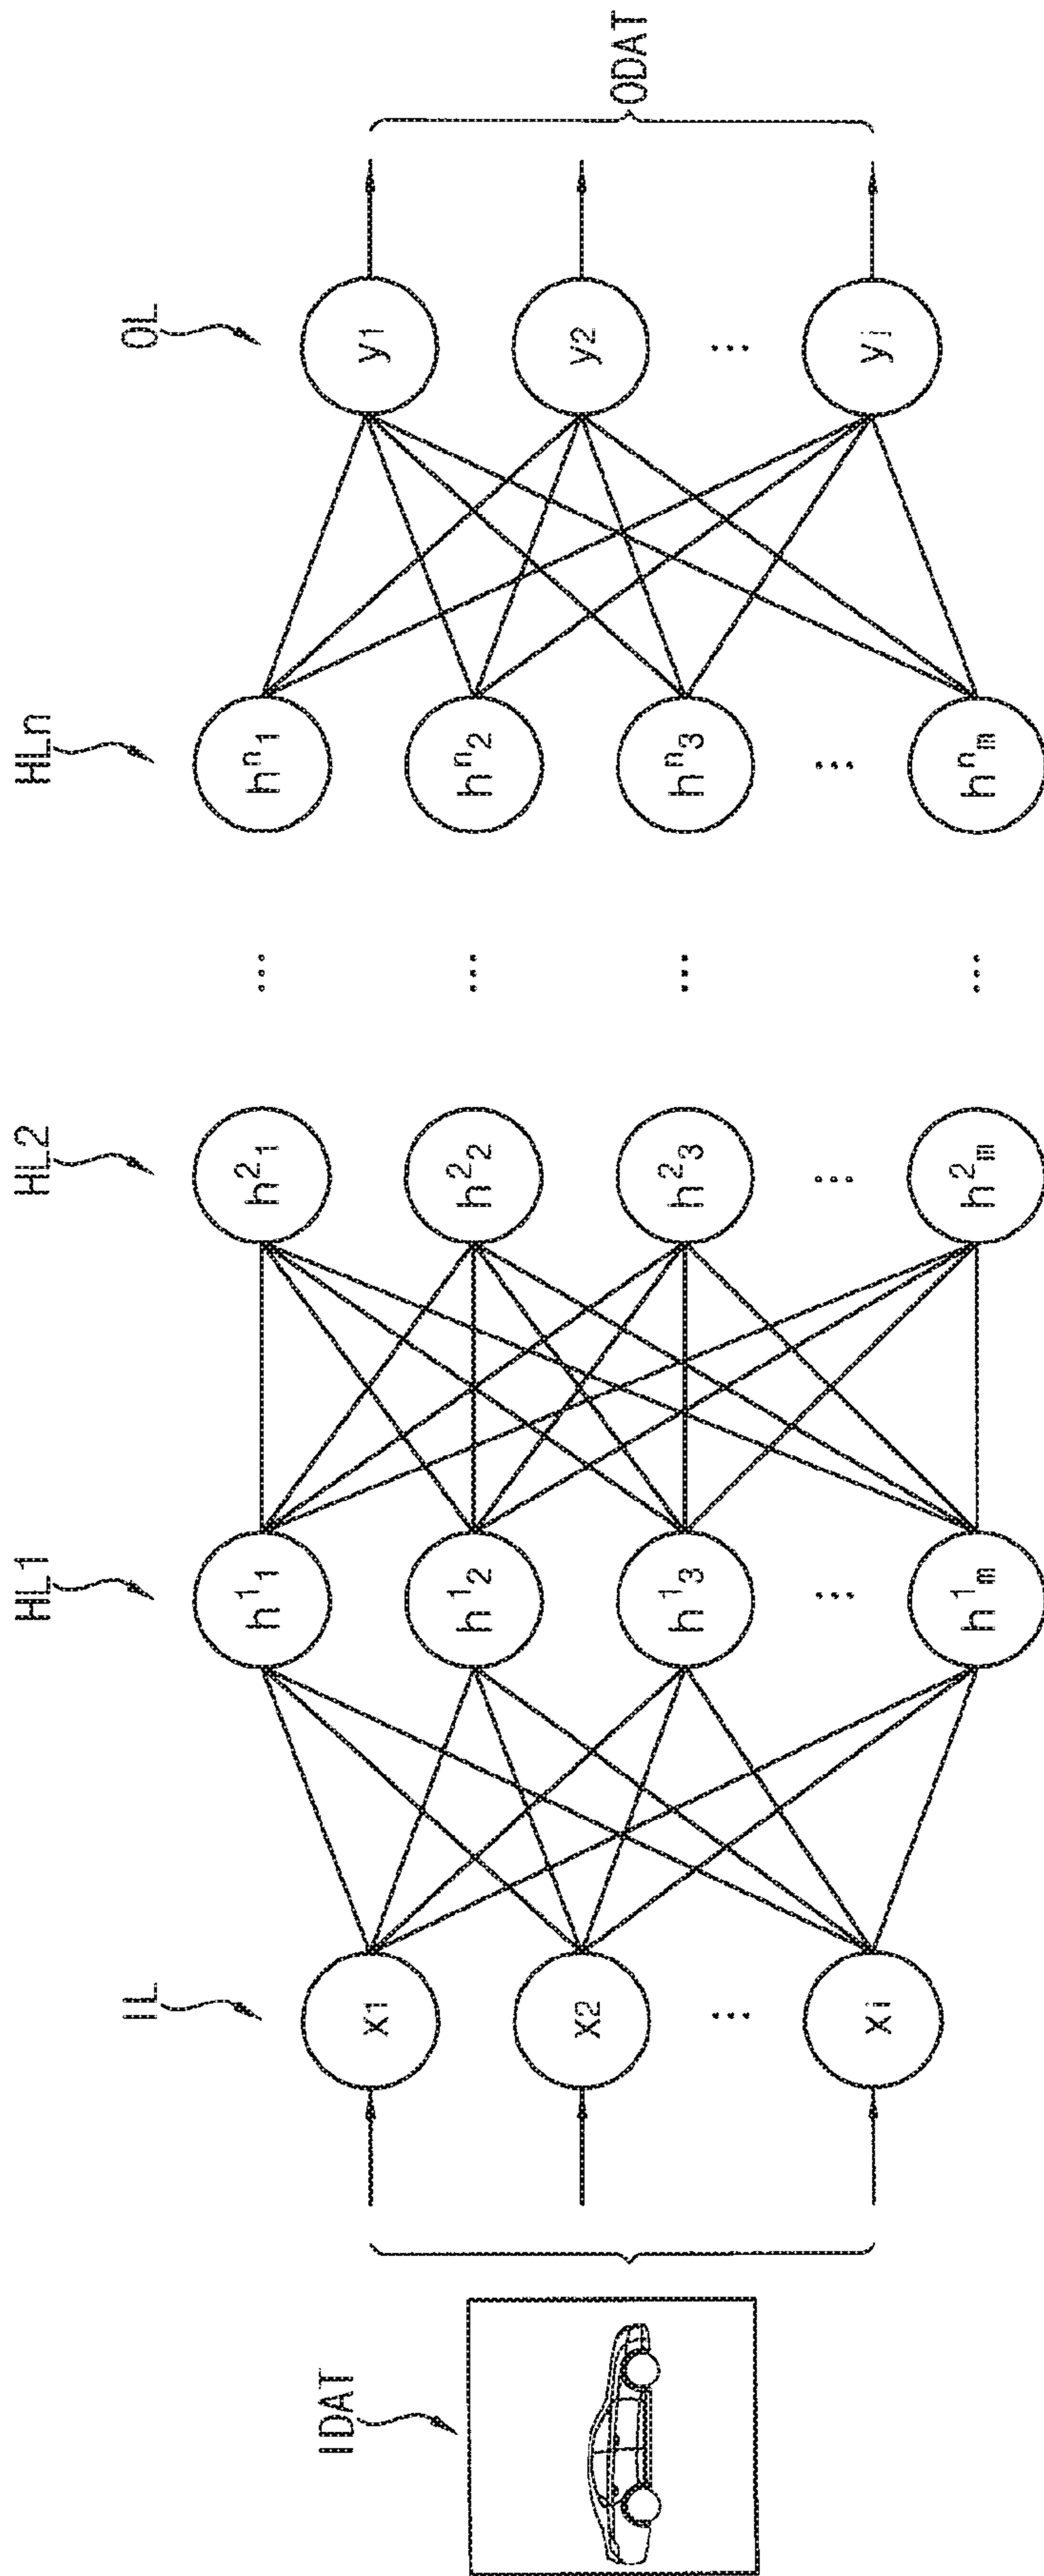 IDAT
IL
HL1
HL2
HLn
OL
x1
x2
⋮
xi
h¹1
h¹2
h¹3
⋮
h¹m
h²1
h²2
h²3
⋮
h²m
...
...
...
...
hⁿ1
hⁿ2
hⁿ3
⋮
hⁿm
y1
y2
⋮
yj
ODAT